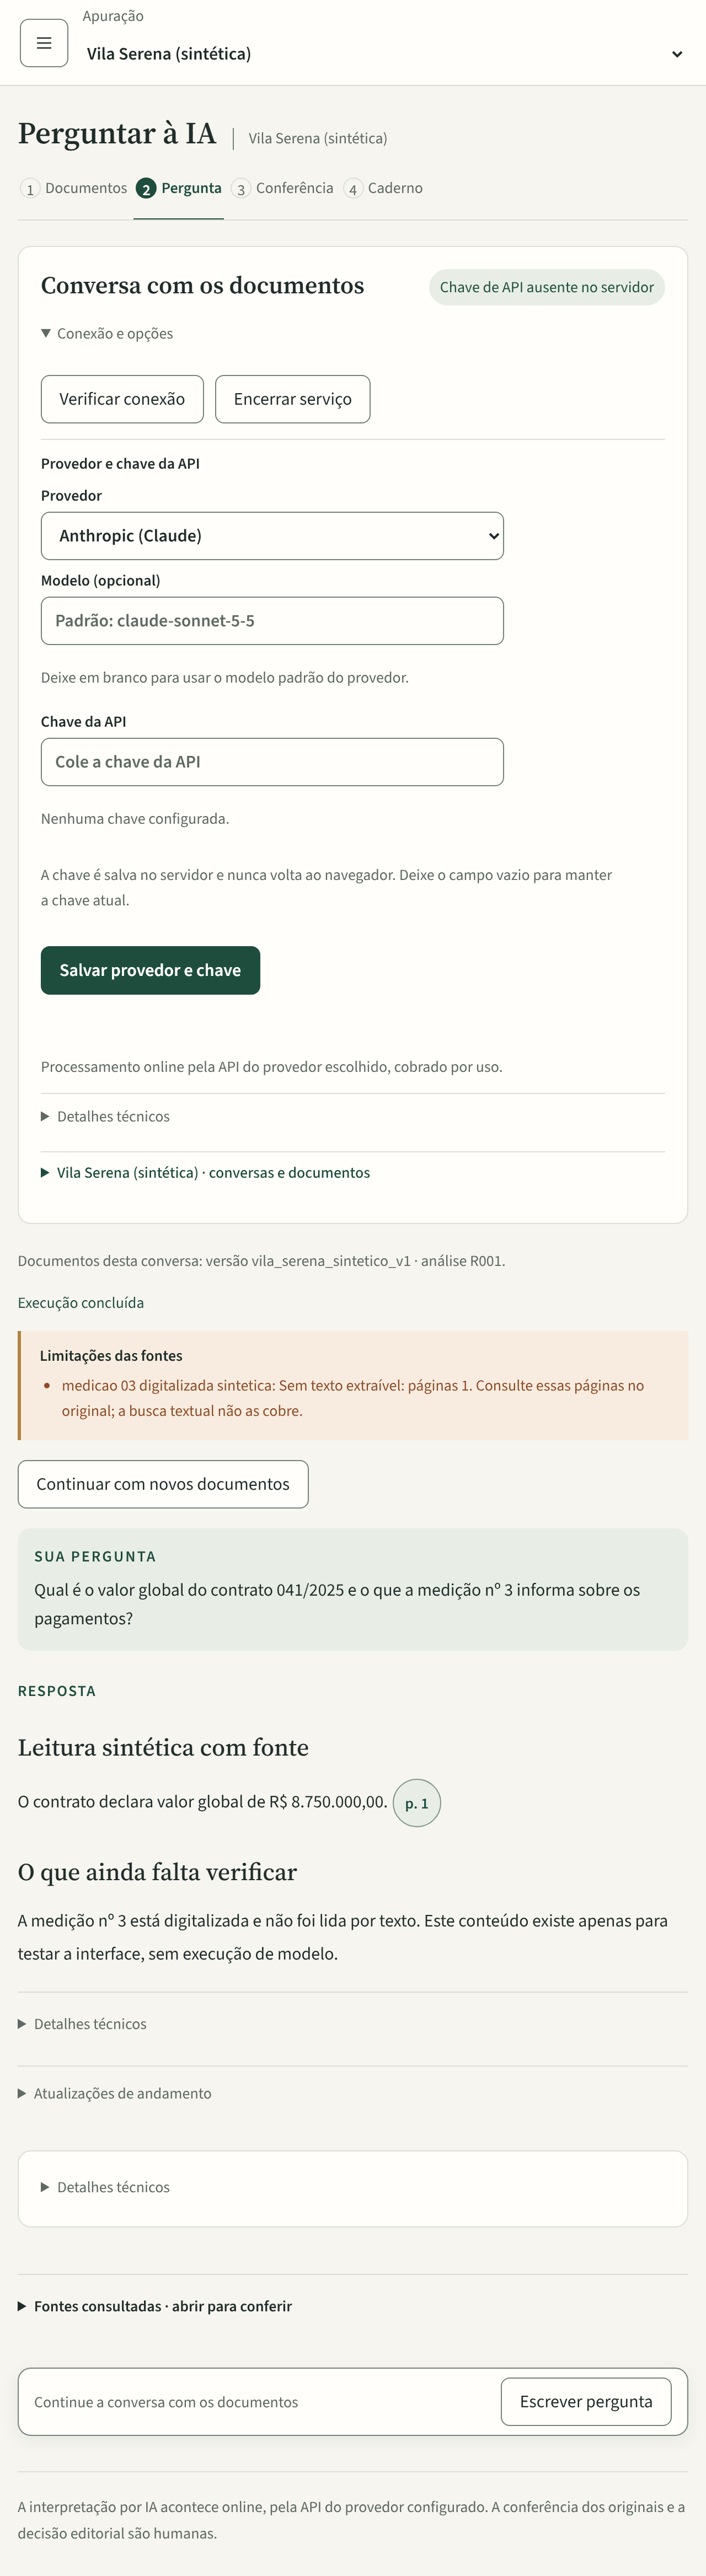 Apuração
Vila Serena (sintética)
Perguntar à IA
Vila Serena (sintética)
1 Documentos 2 Pergunta 3 Conferência 4 Caderno
Conversa com os documentos
Chave de API ausente no servidor
Conexão e opções
Verificar conexão
Encerrar serviço
Provedor e chave da API
Provedor
Anthropic (Claude)
Modelo (opcional)
Padrão: claude-sonnet-5-5
Deixe em branco para usar o modelo padrão do provedor.
Chave da API
Cole a chave da API
Nenhuma chave configurada.
A chave é salva no servidor e nunca volta ao navegador. Deixe o campo vazio para manter
a chave atual.
Salvar provedor e chave
Processamento online pela API do provedor escolhido, cobrado por uso.
Detalhes técnicos
Vila Serena (sintética) · conversas e documentos
Documentos desta conversa: versão vila_serena_sintetico_v1 · análise R001.
Execução concluída
Limitações das fontes
• medicao 03 digitalizada sintetica: Sem texto extraível: páginas 1. Consulte essas páginas no
original; a busca textual não as cobre.
Continuar com novos documentos
SUA PERGUNTA
Qual é o valor global do contrato 041/2025 e o que a medição nº 3 informa sobre os
pagamentos?
RESPOSTA
Leitura sintética com fonte
O contrato declara valor global de R$ 8.750.000,00. p. 1
O que ainda falta verificar
A medição nº 3 está digitalizada e não foi lida por texto. Este conteúdo existe apenas para
testar a interface, sem execução de modelo.
Detalhes técnicos
Atualizações de andamento
Detalhes técnicos
Fontes consultadas · abrir para conferir
Continue a conversa com os documentos
Escrever pergunta
A interpretação por IA acontece online, pela API do provedor configurado. A conferência dos originais e a
decisão editorial são humanas.